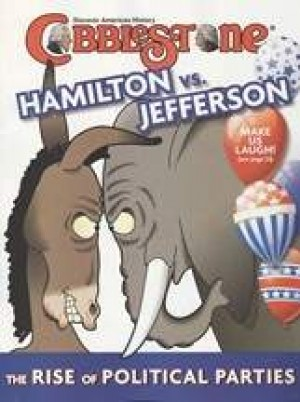 Discover American History
COBBLESTONE®
HAMILTON VS.
JEFFERSON
MAKE
US
LAUGH!
THE RISE OF POLITICAL PARTIES